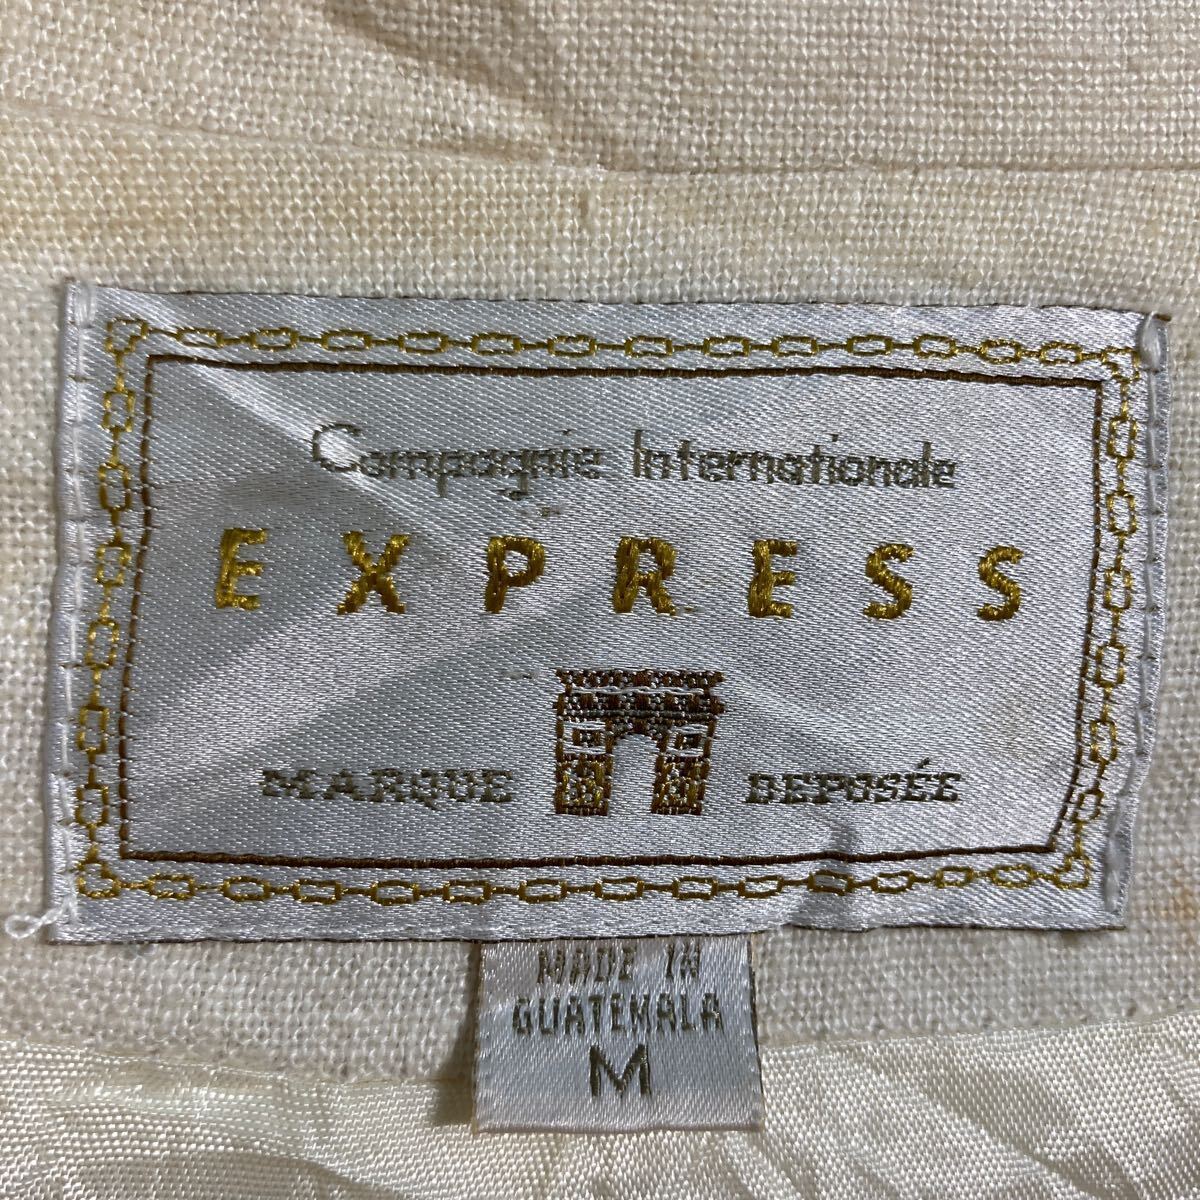 Compagnie Internationale
EXPRESS
MARQUE DEPOSÉE
MADE IN
GUATEMALA
M